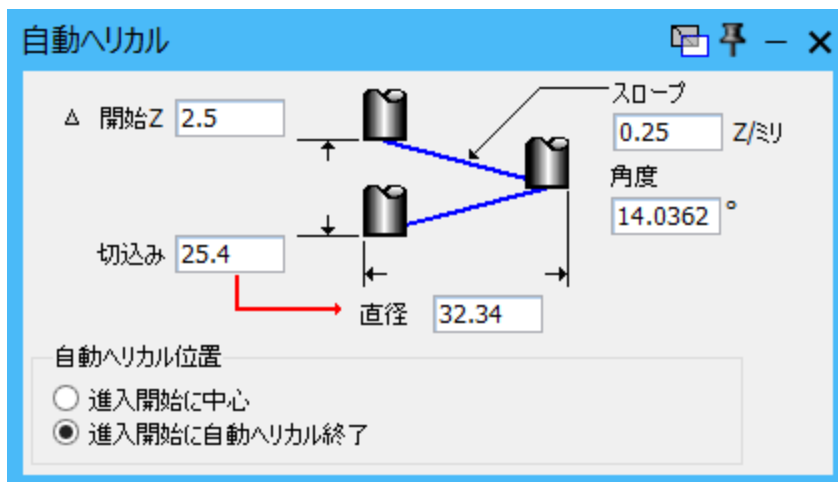 自動ヘリカル
Δ 開始Z 2.5
スロープ
0.25 Z/ミリ
角度
14.0362 °
切込み 25.4
直径 32.34
自動ヘリカル位置
進入開始に中心
進入開始に自動ヘリカル終了